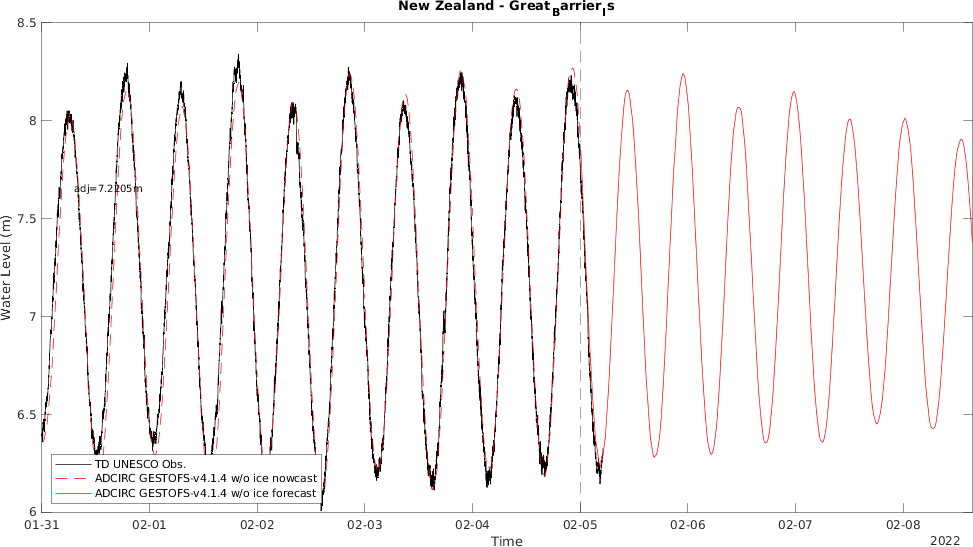 New Zealand - Great_Barrier_Is
8.5
8
7.5
7
6.5
6
Water Level (m)
adj=7.2205m
TD UNESCO Obs.
ADCIRC GESTOFS-v4.1.4 w/o ice nowcast
ADCIRC GESTOFS-v4.1.4 w/o ice forecast
01-31 02-01 02-02 02-03 02-04 02-05 02-06 02-07 02-08
Time
2022